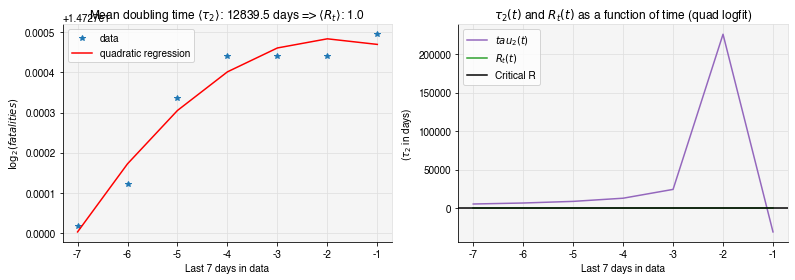 Mean doubling time ⟨τ₂⟩: 12839.5 days => ⟨Rₜ⟩: 1.0
0.0005
0.0004
0.0003
0.0002
0.0001
0.0000
log₂(fatalities)
data
quadratic regression
-7 -6 -5 -4 -3 -2 -1
Last 7 days in data
τ₂(t) and Rₜ(t) as a function of time (quad logfit)
200000
150000
100000
50000
0
(τ₂ in days)
tau₂(t)
Rₜ(t)
Critical R
-7 -6 -5 -4 -3 -2 -1
Last 7 days in data